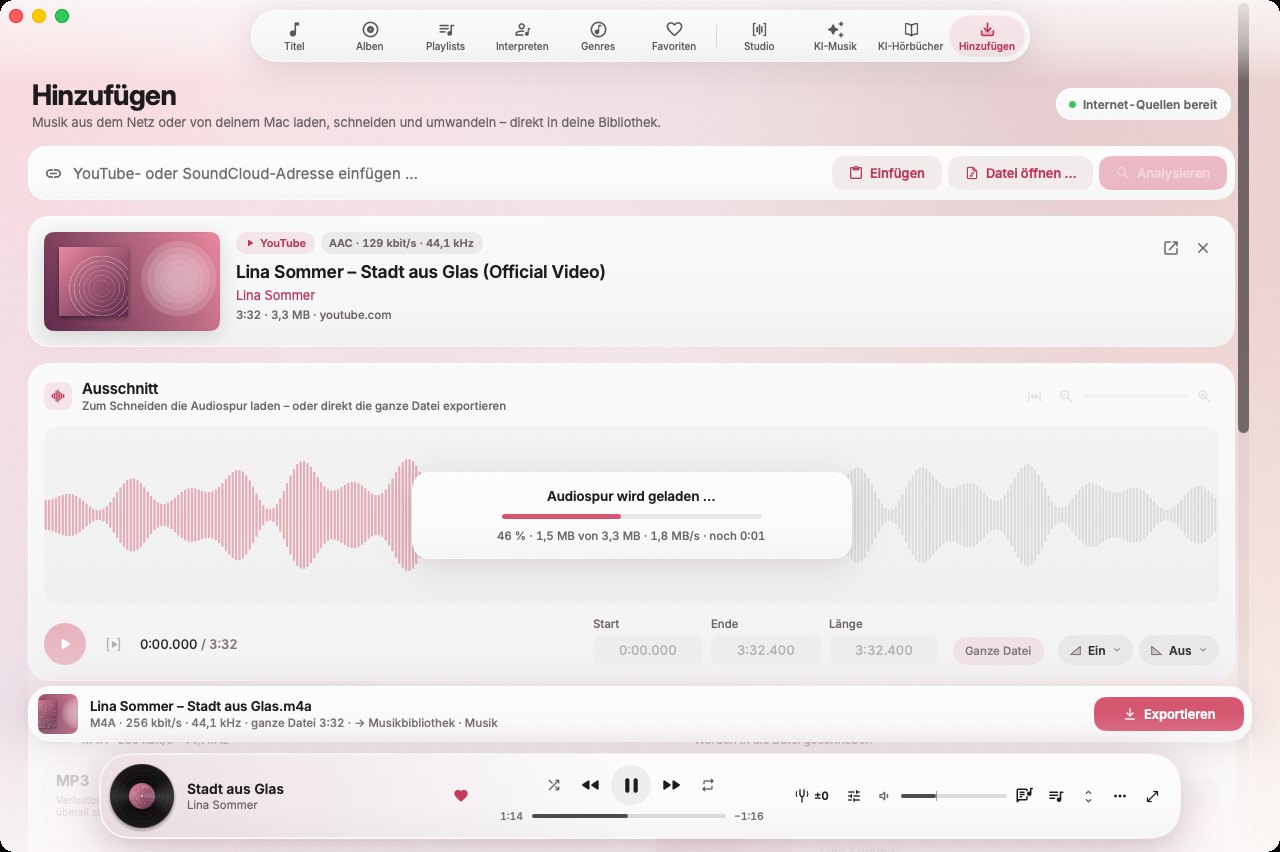 Titel
Alben
Playlists
Interpreten
Genres
Favoriten
Studio
KI-Musik
KI-Hörbücher
Hinzufügen
Hinzufügen
Musik aus dem Netz oder von deinem Mac laden, schneiden und umwandeln – direkt in deine Bibliothek.
Internet-Quellen bereit
YouTube- oder SoundCloud-Adresse einfügen ...
Einfügen
Datei öffnen ...
Analysieren
YouTube
AAC · 129 kbit/s · 44,1 kHz
Lina Sommer – Stadt aus Glas (Official Video)
Lina Sommer
3:32 · 3,3 MB · youtube.com
Ausschnitt
Zum Schneiden die Audiospur laden – oder direkt die ganze Datei exportieren
Audiospur wird geladen ...
46 % · 1,5 MB von 3,3 MB · 1,8 MB/s · noch 0:01
Start
Ende
Länge
0:00.000 / 3:32
0:00.000
3:32.400
3:32.400
Ganze Datei
Ein
Aus
Lina Sommer – Stadt aus Glas.m4a
M4A · 256 kbit/s · 44,1 kHz · ganze Datei 3:32 · → Musikbibliothek · Musik
Exportieren
MP3
überall
Stadt aus Glas
Lina Sommer
±0
1:14
−1:16